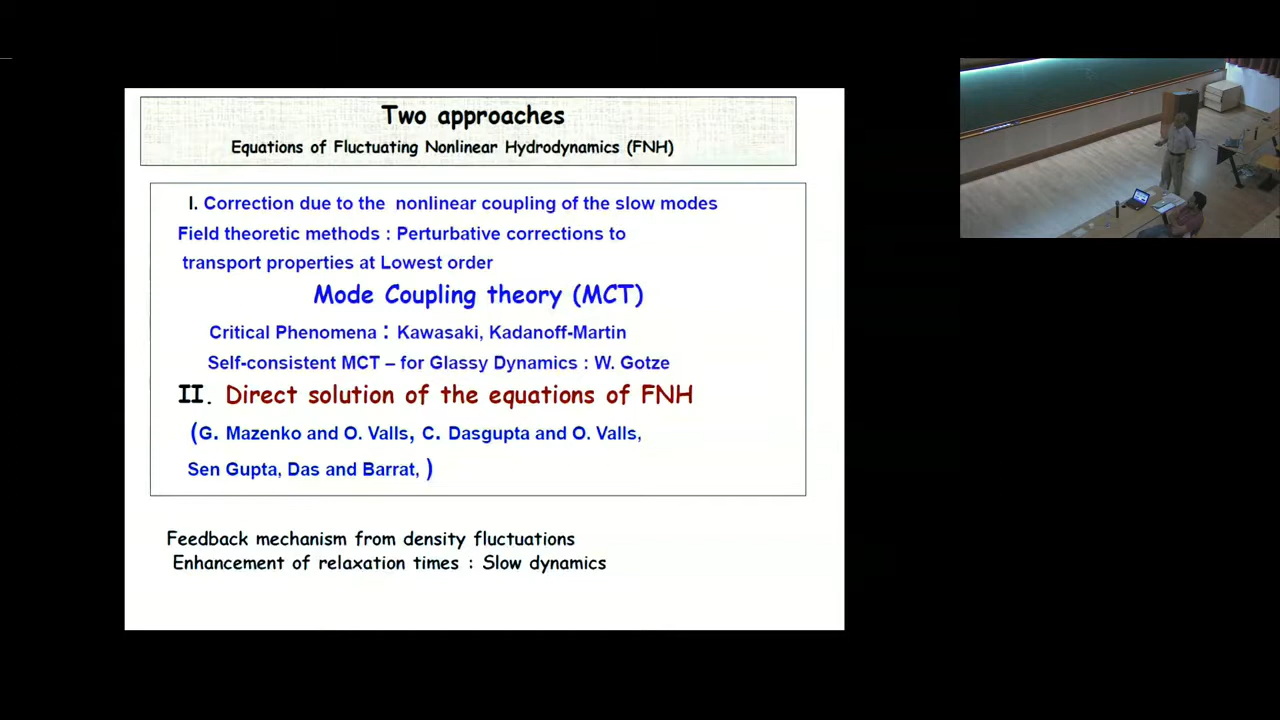 Two approaches
Equations of Fluctuating Nonlinear Hydrodynamics (FNH)
I. Correction due to the nonlinear coupling of the slow modes
Field theoretic methods : Perturbative corrections to
transport properties at Lowest order
Mode Coupling theory (MCT)
Critical Phenomena : Kawasaki, Kadanoff-Martin
Self-consistent MCT – for Glassy Dynamics : W. Gotze
II. Direct solution of the equations of FNH
(G. Mazenko and O. Valls, C. Dasgupta and O. Valls,
Sen Gupta, Das and Barrat, )
Feedback mechanism from density fluctuations
Enhancement of relaxation times : Slow dynamics